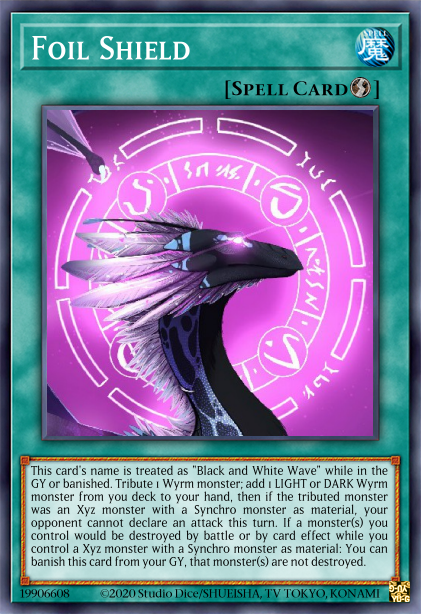 Foil Shield
SPELL
魔
[Spell Card]
This card's name is treated as "Black and White Wave" while in the
GY or banished. Tribute 1 Wyrm monster; add 1 LIGHT or DARK Wyrm
monster from you deck to your hand, then if the tributed monster
was an Xyz monster with a Synchro monster as material, your
opponent cannot declare an attack this turn. If a monster(s) you
control would be destroyed by battle or by card effect while you
control a Xyz monster with a Synchro monster as material: You can
banish this card from your GY, that monster(s) are not destroyed.
19906608 ©2020 Studio Dice/SHUEISHA, TV TOKYO, KONAMI